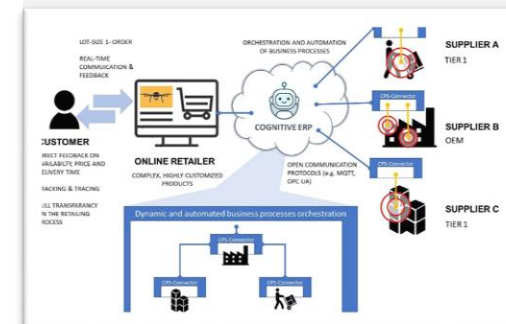 LOT-SIZE 1- ORDER
REAL-TIME
COMMUICATION &
FEEDBACK
:USTOMER
IRECT FEEDBACK ON
VAILABILTY, PRICE AND
ELIVERY TIME
RACKING & TRACING
ULL TRANSPARENCY
N THE RETAILING
ROCESS
ONLINE RETAILER
COMPLEX, HIGHLY CUSTOMIZED
PRODUCTS
ORCHESTRATION AND AUTOMATION
OF BUSINESS PROCESSES
COGNITIVE ERP
OPEN COMMUNICATION
PROTOCOLS (e.g. MQTT,
OPC UA)
SUPPLIER A
TIER 1
CPS-Connector
SUPPLIER B
OEM
CPS-Connector
SUPPLIER C
TIER 1
Dynamic and automated business processes orchestration
CPS-Connector
CPS-Connector
CPS-Connector